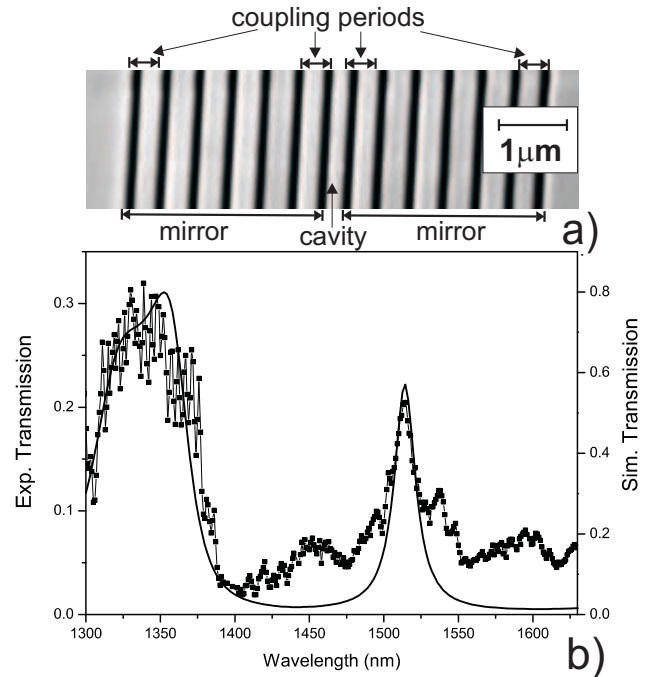 coupling periods
1μm
mirror
cavity
mirror
a)
Exp. Transmission
0.3
0.2
0.1
0.0
Sim. Transmission
0.8
0.6
0.4
0.2
0.0
1300
1350
1400
1450
1500
1550
1600
Wavelength (nm)
b)